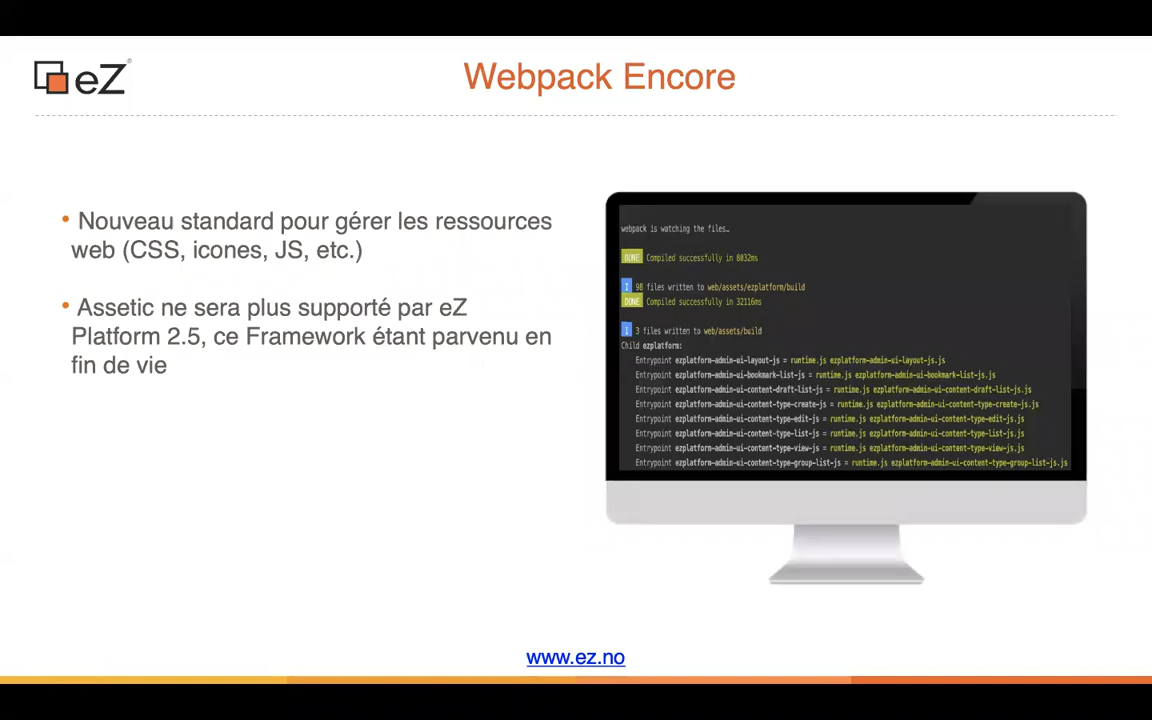 eZ®
Webpack Encore
• Nouveau standard pour gérer les ressources
web (CSS, icones, JS, etc.)
• Assetic ne sera plus supporté par eZ
Platform 2.5, ce Framework étant parvenu en
fin de vie
webpack is watching the files…
DONE Compiled successfully in 8032ms
I 98 files written to web/assets/ezplatform/build
DONE Compiled successfully in 32116ms
I 3 files written to web/assets/build
Child ezplatform:
Entrypoint ezplatform-admin-ui-layout-js = runtime.js ezplatform-admin-ui-layout-js.js
Entrypoint ezplatform-admin-ui-bookmark-list-js = runtime.js ezplatform-admin-ui-bookmark-list-js.js
Entrypoint ezplatform-admin-ui-content-draft-list-js = runtime.js ezplatform-admin-ui-content-draft-list-js.js
Entrypoint ezplatform-admin-ui-content-type-create-js = runtime.js ezplatform-admin-ui-content-type-create-js.js
Entrypoint ezplatform-admin-ui-content-type-edit-js = runtime.js ezplatform-admin-ui-content-type-edit-js.js
Entrypoint ezplatform-admin-ui-content-type-list-js = runtime.js ezplatform-admin-ui-content-type-list-js.js
Entrypoint ezplatform-admin-ui-content-type-view-js = runtime.js ezplatform-admin-ui-content-type-view-js.js
Entrypoint ezplatform-admin-ui-content-type-group-list-js = runtime.js ezplatform-admin-ui-content-type-group-list-js.js
www.ez.no